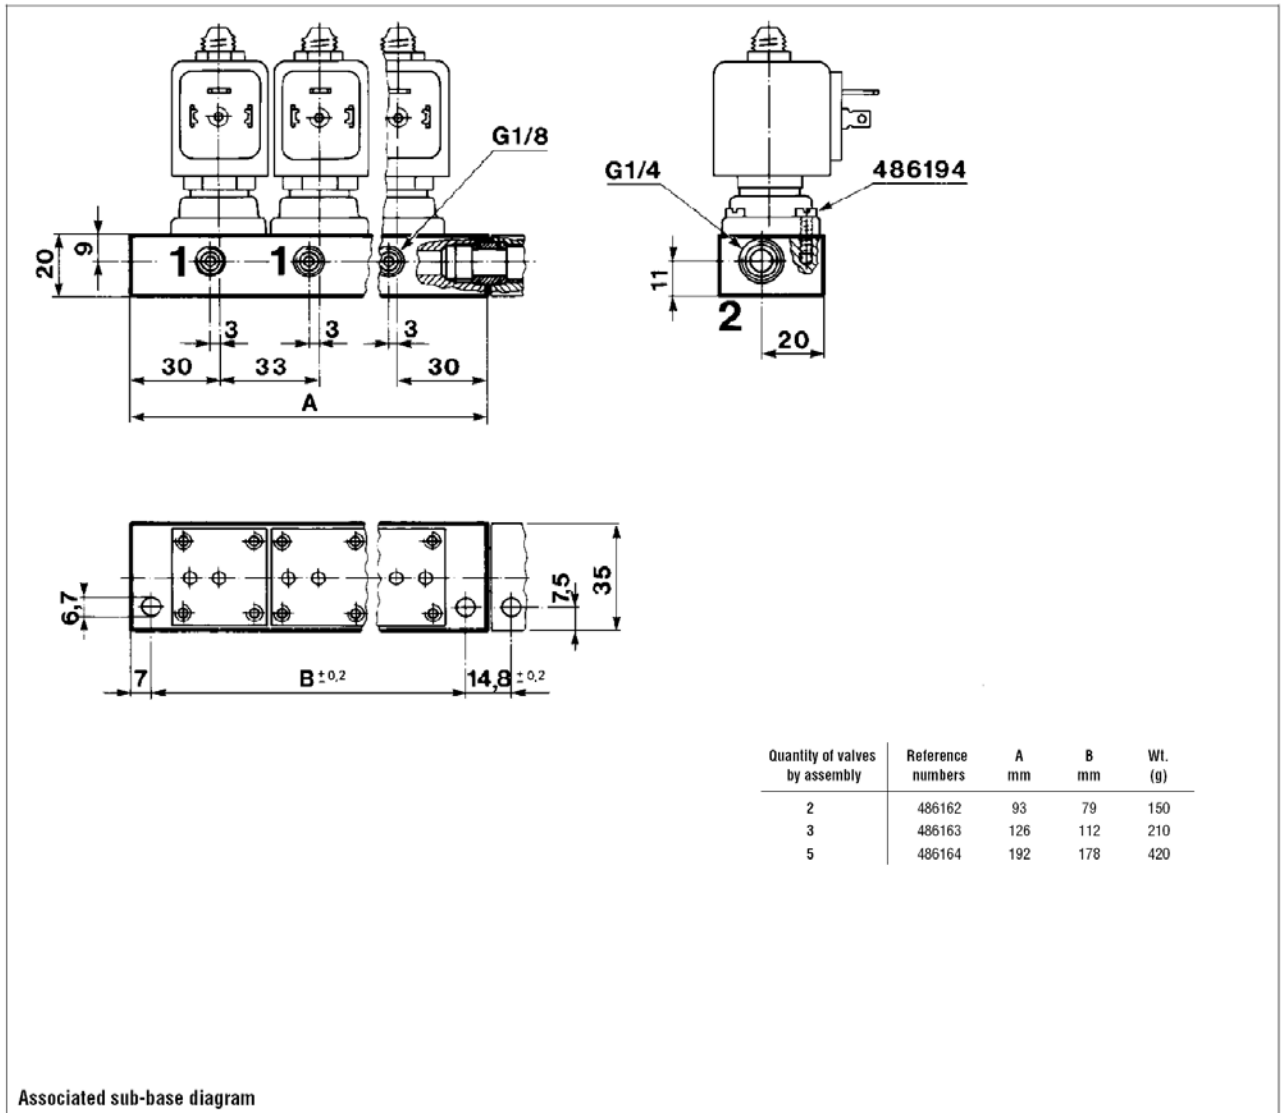 G1/8
G1/4
486194
9
20
1
1
11
3
3
3
2
20
30
33
30
A
6,7
7,5
35
7
B ± 0,2
14,8 ± 0,2
Quantity of valves by assembly
Reference numbers
A mm
B mm
Wt. (g)
2 486162 93 79 150
3 486163 126 112 210
5 486164 192 178 420
Associated sub-base diagram